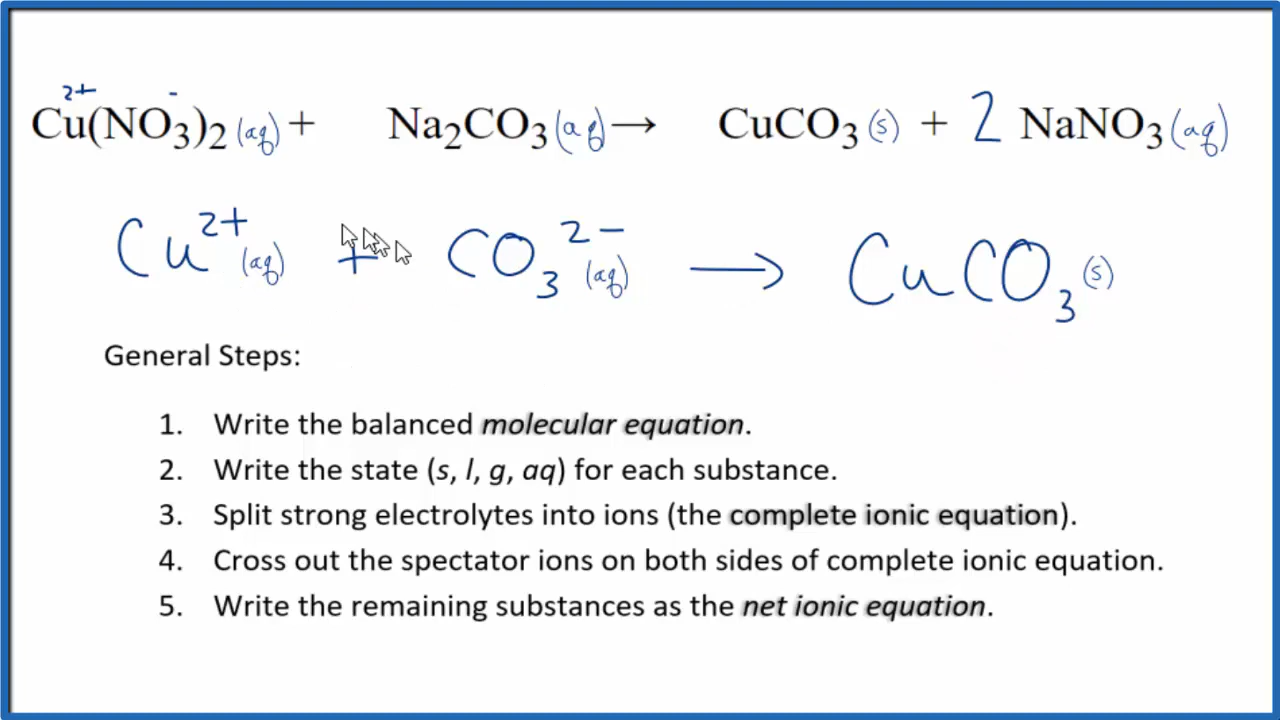 2+ -
Cu(NO₃)₂ (aq) + Na₂CO₃ (aq) → CuCO₃ (s) + 2 NaNO₃ (aq)
Cu²⁺ (aq) + CO₃²⁻ (aq) → CuCO₃ (s)
General Steps:
1. Write the balanced molecular equation.
2. Write the state (s, l, g, aq) for each substance.
3. Split strong electrolytes into ions (the complete ionic equation).
4. Cross out the spectator ions on both sides of complete ionic equation.
5. Write the remaining substances as the net ionic equation.